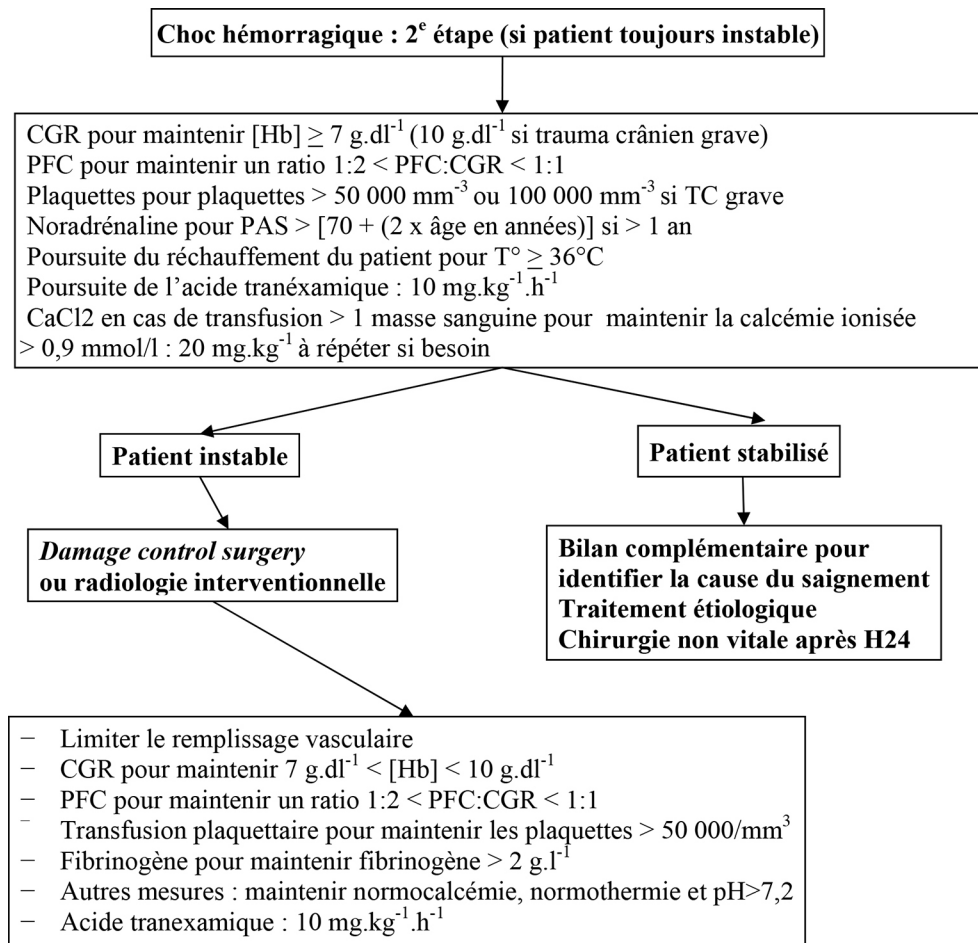 Choc hémorragique : 2e étape (si patient toujours instable)
CGR pour maintenir [Hb] ≥ 7 g.dl-1 (10 g.dl-1 si trauma crânien grave)
PFC pour maintenir un ratio 1:2 < PFC:CGR < 1:1
Plaquettes pour plaquettes > 50 000 mm-3 ou 100 000 mm-3 si TC grave
Noradrénaline pour PAS > [70 + (2 x âge en années)] si > 1 an
Poursuite du réchauffement du patient pour T° ≥ 36°C
Poursuite de l'acide tranéxamique : 10 mg.kg-1.h-1
CaCl2 en cas de transfusion > 1 masse sanguine pour maintenir la calcémie ionisée
> 0,9 mmol/l : 20 mg.kg-1 à répéter si besoin
Patient instable
Patient stabilisé
Damage control surgery
ou radiologie interventionnelle
Bilan complémentaire pour
identifier la cause du saignement
Traitement étiologique
Chirurgie non vitale après H24
− Limiter le remplissage vasculaire
− CGR pour maintenir 7 g.dl-1 < [Hb] < 10 g.dl-1
− PFC pour maintenir un ratio 1:2 < PFC:CGR < 1:1
− Transfusion plaquettaire pour maintenir les plaquettes > 50 000/mm3
− Fibrinogène pour maintenir fibrinogène > 2 g.l-1
− Autres mesures : maintenir normocalcémie, normothermie et pH>7,2
− Acide tranexamique : 10 mg.kg-1.h-1